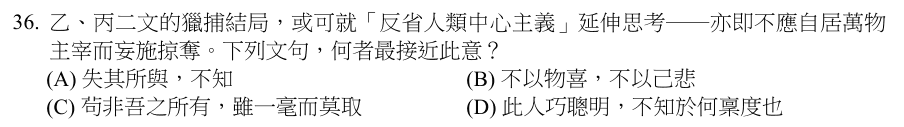 36. 乙、丙二文的獵捕結局，或可就「反省人類中心主義」延伸思考──亦即不應自居萬物
主宰而妄施掠奪。下列文句，何者最接近此意？
(A) 失其所與，不知 (B) 不以物喜，不以己悲
(C) 苟非吾之所有，雖一毫而莫取 (D) 此人巧聰明，不知於何稟度也